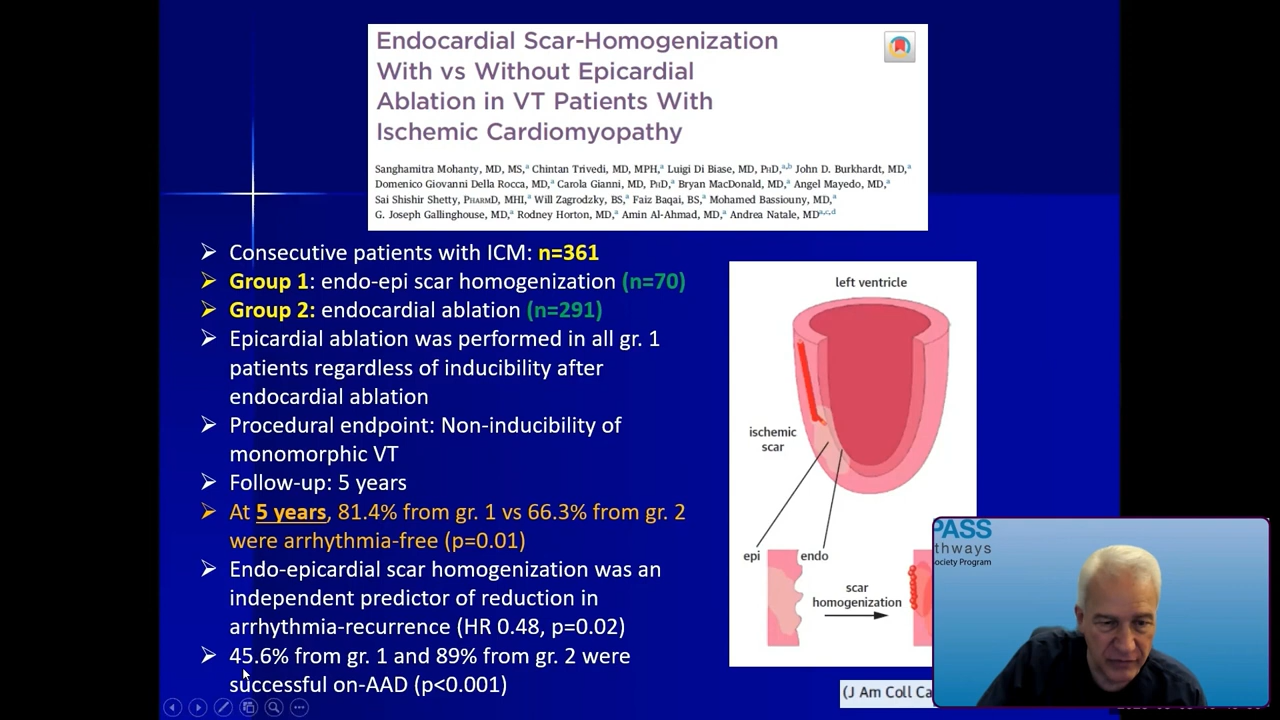 Endocardial Scar-Homogenization
With vs Without Epicardial
Ablation in VT Patients With
Ischemic Cardiomyopathy
Sanghamitra Mohanty, MD, MS,a Chintan Trivedi, MD, MPH,a Luigi Di Biase, MD, PhD,a,b John D. Burkhardt, MD,a
Domenico Giovanni Della Rocca, MD,a Carola Gianni, MD, PhD,a Bryan MacDonald, MD,a Angel Mayedo, MD,a
Sai Shishir Shetty, PharmD, MHI,a Will Zagrodzky, BS,a Faiz Baqai, BS,a Mohamed Bassiouny, MD,a
G. Joseph Gallinghouse, MD,a Rodney Horton, MD,a Amin Al-Ahmad, MD,a Andrea Natale, MDa,c,d
➢ Consecutive patients with ICM: n=361
➢ Group 1: endo-epi scar homogenization (n=70)
➢ Group 2: endocardial ablation (n=291)
➢ Epicardial ablation was performed in all gr. 1
patients regardless of inducibility after
endocardial ablation
➢ Procedural endpoint: Non-inducibility of
monomorphic VT
➢ Follow-up: 5 years
➢ At 5 years, 81.4% from gr. 1 vs 66.3% from gr. 2
were arrhythmia-free (p=0.01)
➢ Endo-epicardial scar homogenization was an
independent predictor of reduction in
arrhythmia-recurrence (HR 0.48, p=0.02)
➢ 45.6% from gr. 1 and 89% from gr. 2 were
successful on-AAD (p<0.001)
left ventricle
ischemic
scar
epi endo
scar
homogenization
(J Am Coll Ca
PASS
thways
ociety Program